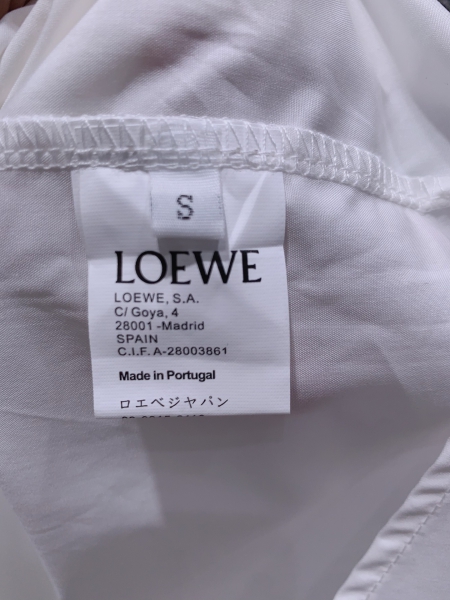 S
LOEWE
LOEWE, S.A.
C/ Goya, 4
28001 -Madrid
SPAIN
C.I.F. A-28003861
Made in Portugal
ロエベジャパン